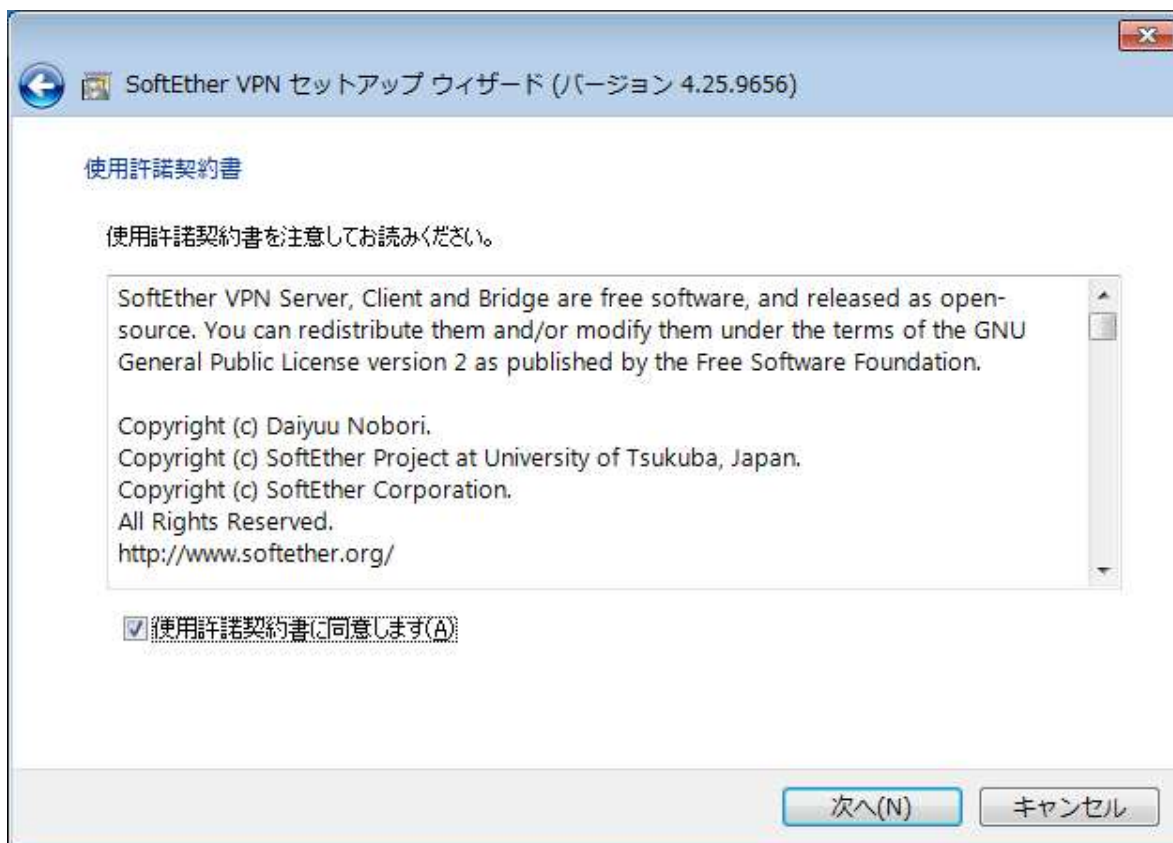 SoftEther VPN セットアップ ウィザード (バージョン 4.25.9656)
使用許諾契約書
使用許諾契約書を注意してお読みください。
SoftEther VPN Server, Client and Bridge are free software, and released as open-
source. You can redistribute them and/or modify them under the terms of the GNU
General Public License version 2 as published by the Free Software Foundation.
Copyright (c) Daiyuu Nobori.
Copyright (c) SoftEther Project at University of Tsukuba, Japan.
Copyright (c) SoftEther Corporation.
All Rights Reserved.
http://www.softether.org/
使用許諾契約書に同意します(A)
次へ(N)
キャンセル